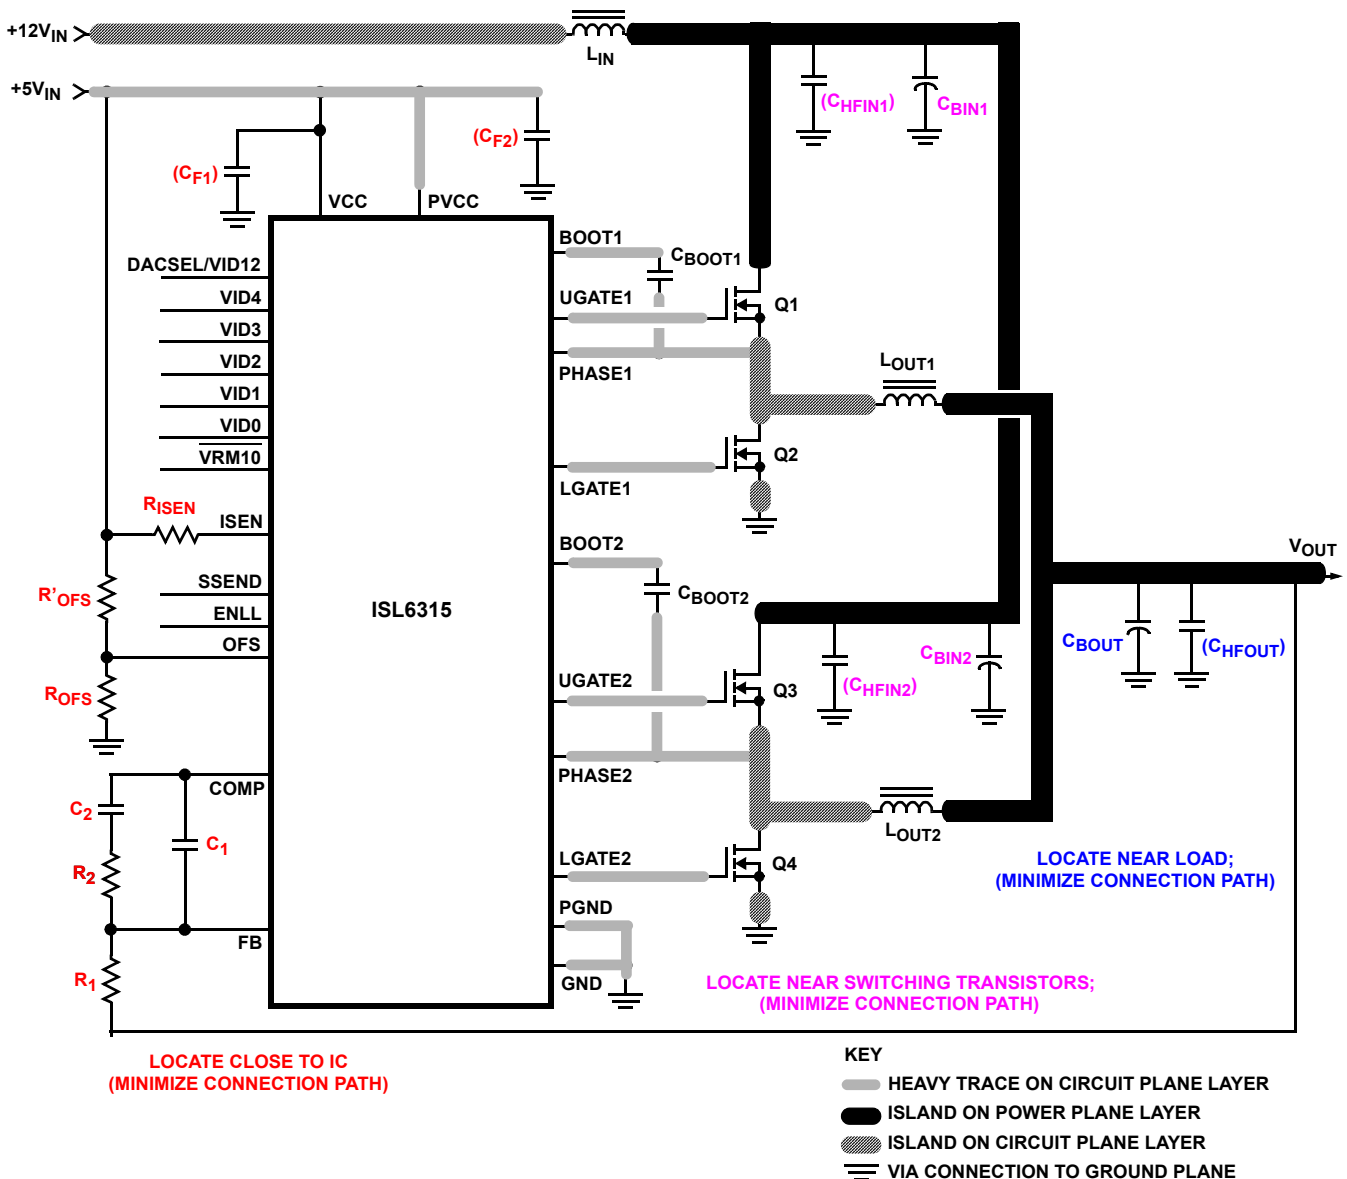 +12VIN
LIN
+5VIN
(CHFIN1)
CBIN1
(CF2)
(CF1)
VCC
PVCC
BOOT1
CBOOT1
DACSEL/VID12
VID4
UGATE1
Q1
VID3
VID2
PHASE1
LOUT1
VID1
VID0
VRM10
Q2
LGATE1
RISEN
ISEN
BOOT2
VOUT
SSEND
R'OFS
ISL6315
CBOOT2
ENLL
OFS
CBOUT
(CHFOUT)
CBIN2
ROFS
UGATE2
Q3
(CHFIN2)
PHASE2
COMP
C2
C1
LOUT2
R2
LGATE2
Q4
LOCATE NEAR LOAD;
(MINIMIZE CONNECTION PATH)
PGND
FB
R1
GND
LOCATE NEAR SWITCHING TRANSISTORS;
(MINIMIZE CONNECTION PATH)
LOCATE CLOSE TO IC
(MINIMIZE CONNECTION PATH)
KEY
HEAVY TRACE ON CIRCUIT PLANE LAYER
ISLAND ON POWER PLANE LAYER
ISLAND ON CIRCUIT PLANE LAYER
VIA CONNECTION TO GROUND PLANE